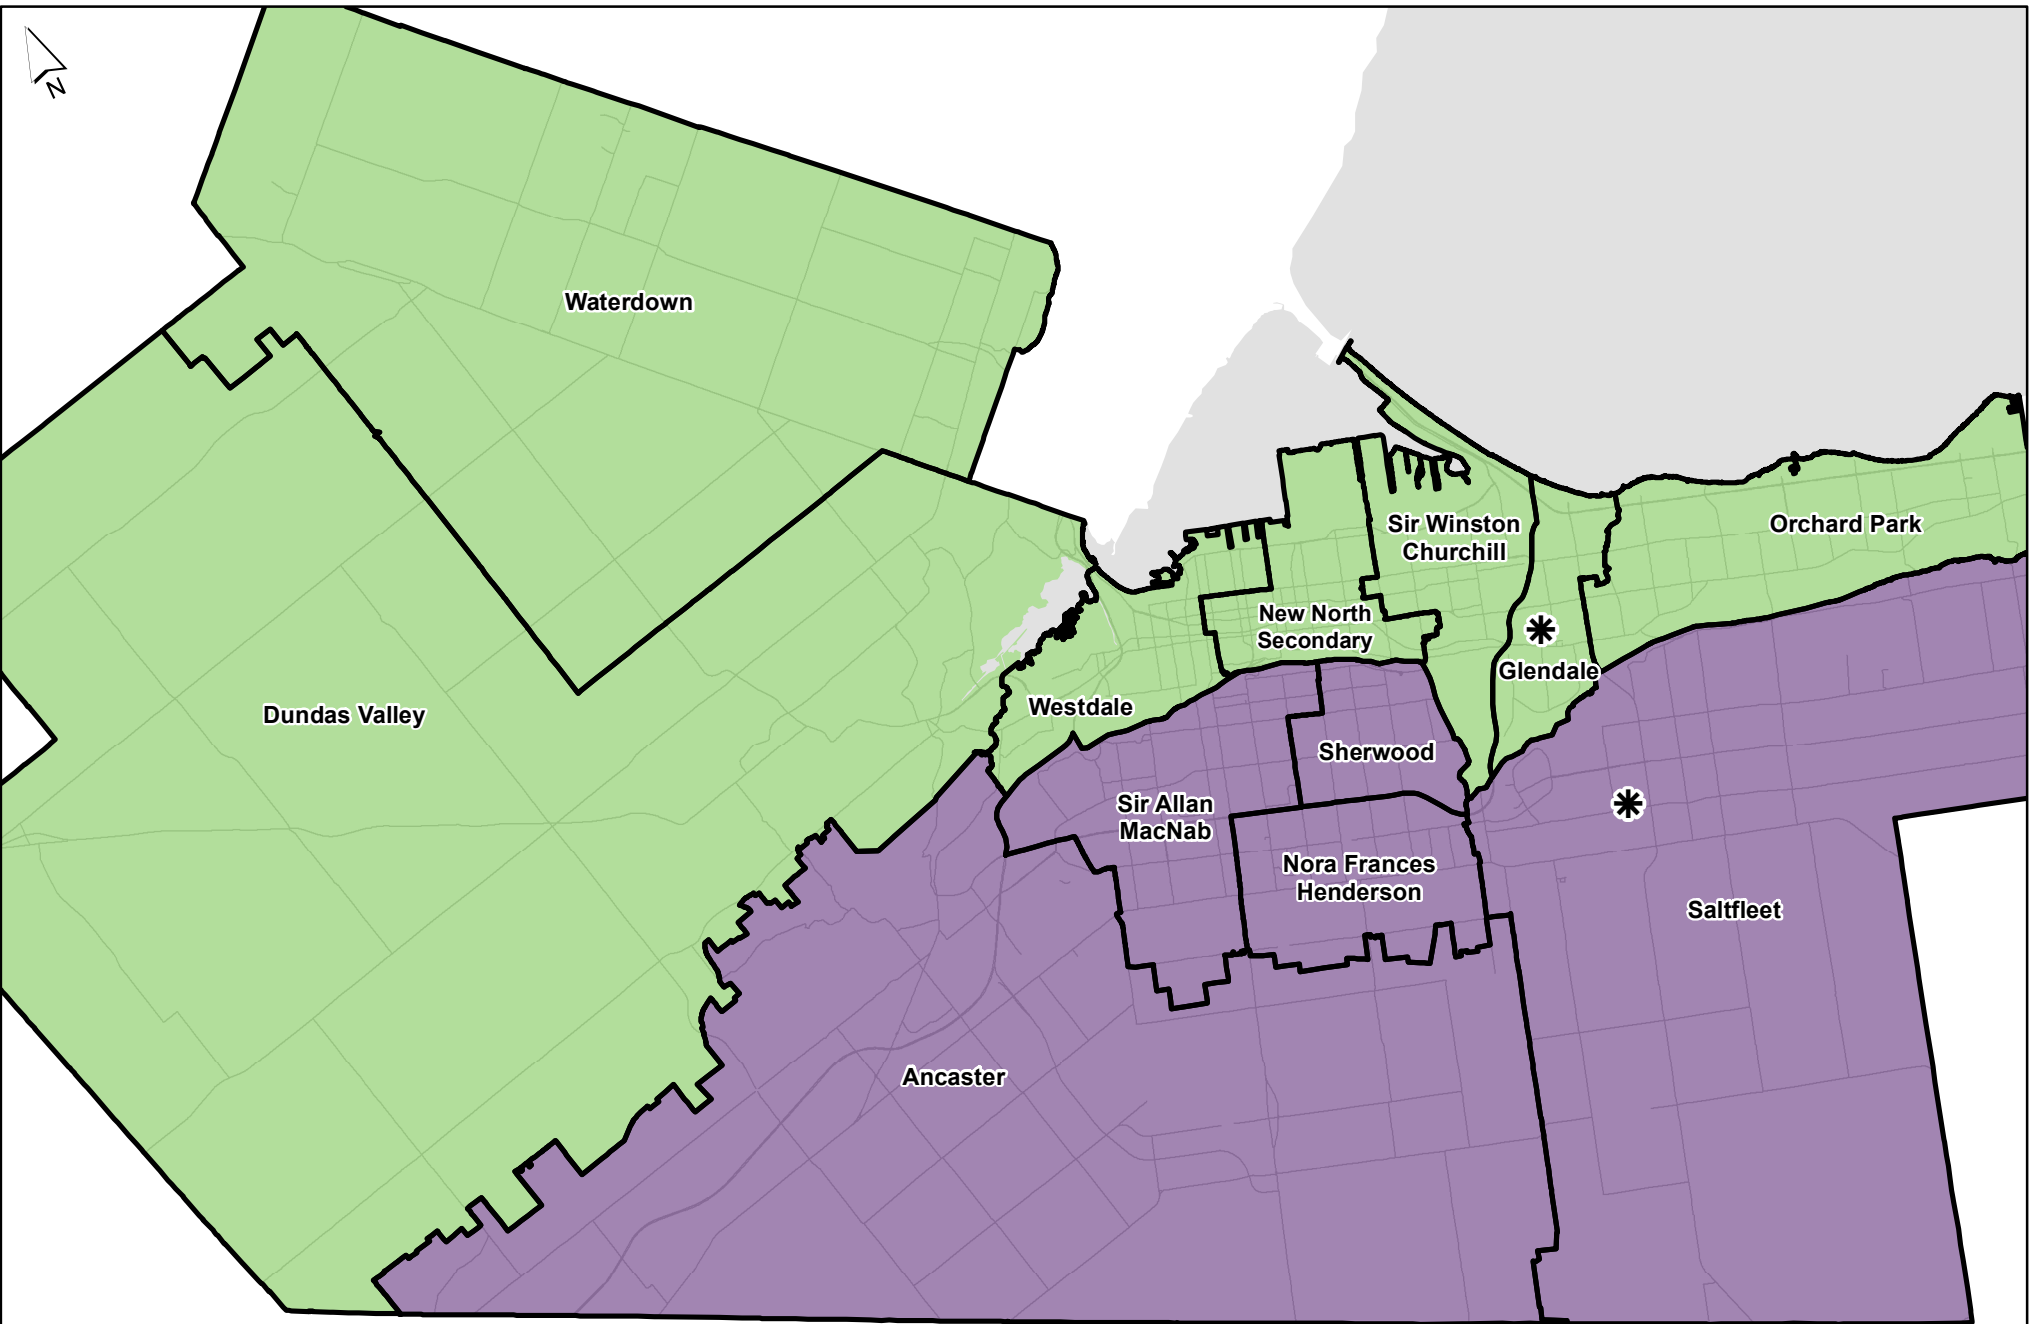 N
Waterdown
Sir Winston
Churchill
Orchard Park
New North
Secondary
Glendale
Westdale
Dundas Valley
Sherwood
Sir Allan
MacNab
Nora Frances
Henderson
Saltfleet
Ancaster